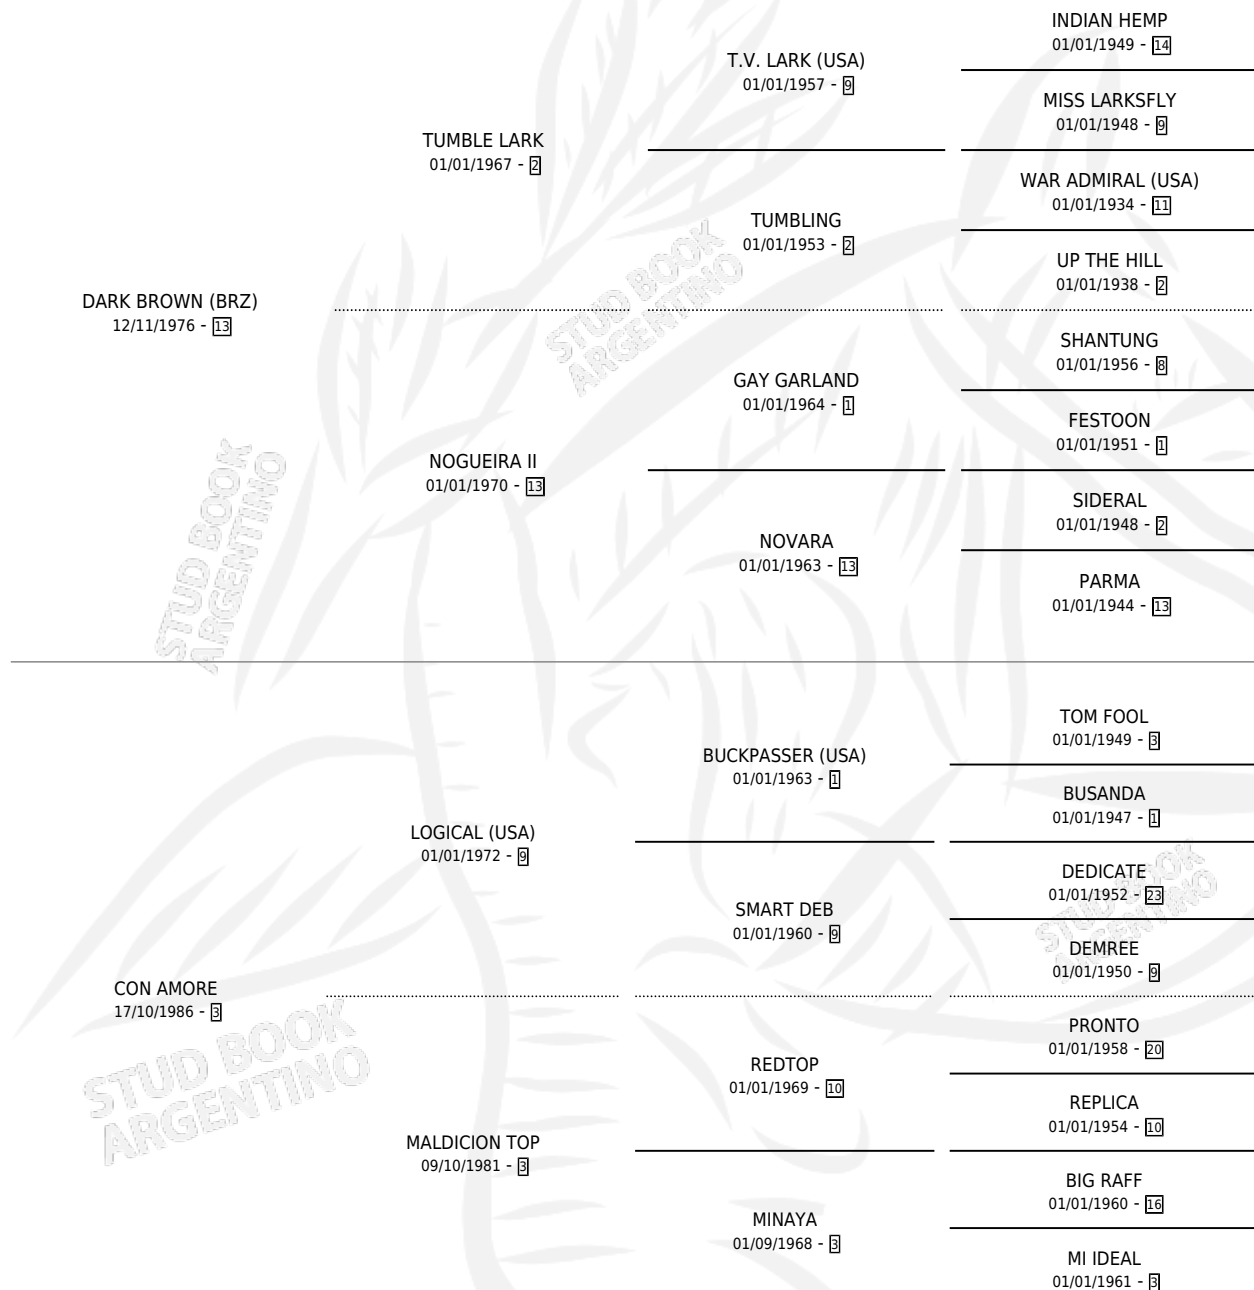 INDIAN HEMP
01/01/1949 - 14
T.V. LARK (USA)
01/01/1957 - 9
MISS LARKSFLY
01/01/1948 - 9
TUMBLE LARK
01/01/1967 - 2
WAR ADMIRAL (USA)
01/01/1934 - 11
TUMBLING
01/01/1953 - 2
UP THE HILL
01/01/1938 - 2
DARK BROWN (BRZ)
12/11/1976 - 13
SHANTUNG
01/01/1956 - 8
GAY GARLAND
01/01/1964 - 1
FESTOON
01/01/1951 - 1
NOGUEIRA II
01/01/1970 - 13
SIDERAL
01/01/1948 - 2
NOVARA
01/01/1963 - 13
PARMA
01/01/1944 - 13
TOM FOOL
01/01/1949 - 3
BUCKPASSER (USA)
01/01/1963 - 1
BUSANDA
01/01/1947 - 1
LOGICAL (USA)
01/01/1972 - 9
DEDICATE
01/01/1952 - 23
SMART DEB
01/01/1960 - 9
DEMREE
01/01/1950 - 9
CON AMORE
17/10/1986 - 3
PRONTO
01/01/1958 - 20
REDTOP
01/01/1969 - 10
REPLICA
01/01/1954 - 10
MALDICION TOP
09/10/1981 - 3
BIG RAFF
01/01/1960 - 16
MINAYA
01/09/1968 - 3
MI IDEAL
01/01/1961 - 3
STUD BOOK
ARGENTINO
STUD BOOK
ARGENTINO
STUD BOOK
ARGENTINO
STUD BOOK
ARGENTINO